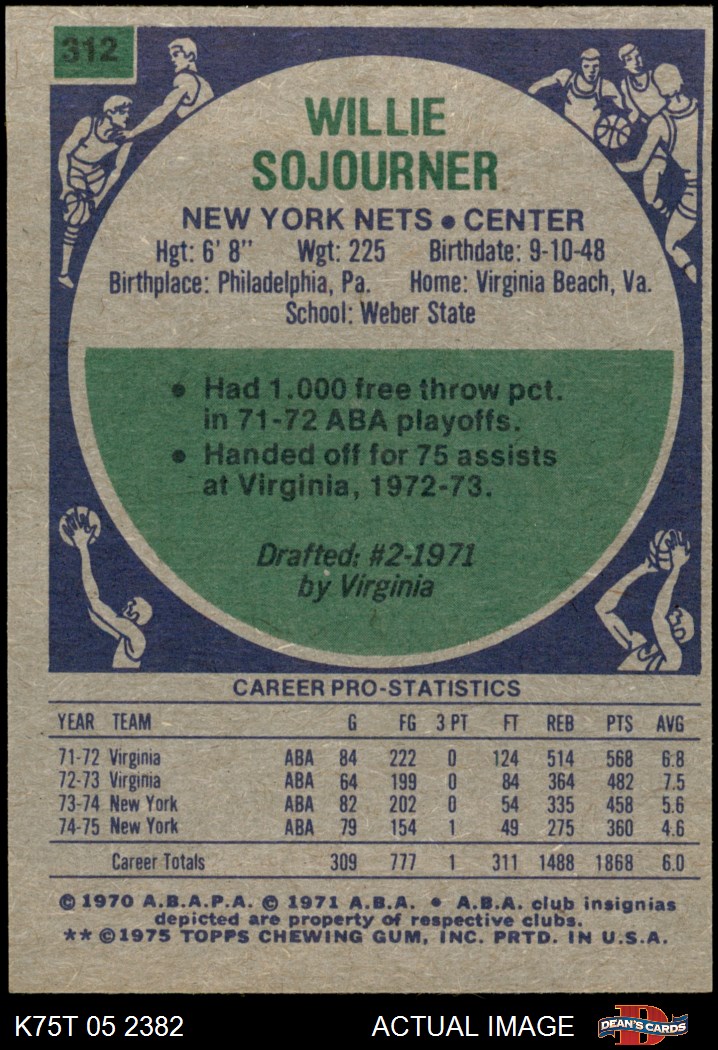 312
WILLIE
SOJOURNER
NEW YORK NETS • CENTER
Hgt: 6' 8" Wgt: 225 Birthdate: 9-10-48
Birthplace: Philadelphia, Pa. Home: Virginia Beach, Va.
School: Weber State
• Had 1.000 free throw pct.
in 71-72 ABA playoffs.
• Handed off for 75 assists
at Virginia, 1972-73.
Drafted: #2-1971
by Virginia
CAREER PRO-STATISTICS
YEAR TEAM G FG 3 PT FT REB PTS AVG
71-72 Virginia ABA 84 222 0 124 514 568 6.8
72-73 Virginia ABA 64 199 0 84 364 482 7.5
73-74 New York ABA 82 202 0 54 335 458 5.6
74-75 New York ABA 79 154 1 49 275 360 4.6
Career Totals 309 777 1 311 1488 1868 6.0
© 1970 A.B.A.P.A. © 1971 A.B.A. • A.B.A. club insignias
depicted are property of respective clubs.
** © 1975 TOPPS CHEWING GUM, INC. PRTD. IN U.S.A.
K75T 05 2382 ACTUAL IMAGE D DEAN'S CARDS